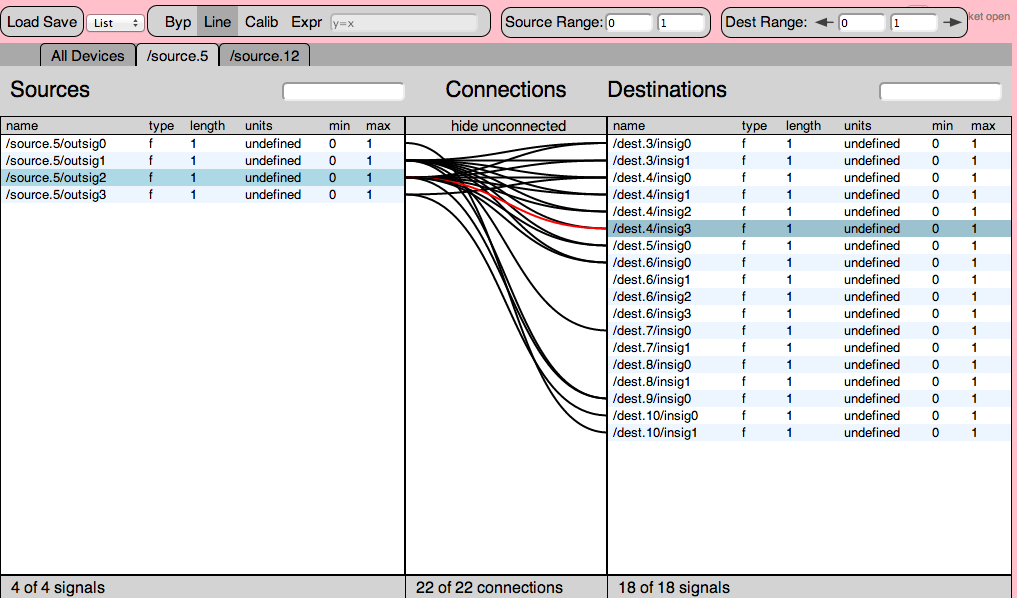 Load Save List Byp Line Calib Expr y=x Source Range: 0 1 Dest Range: 0 1 ket open
All Devices /source.5 /source.12
Sources Connections Destinations
name type length units min max hide unconnected name type length units min max
/source.5/outsig0 f 1 undefined 0 1 /dest.3/insig0 f 1 undefined 0 1
/source.5/outsig1 f 1 undefined 0 1 /dest.3/insig1 f 1 undefined 0 1
/source.5/outsig2 f 1 undefined 0 1 /dest.4/insig0 f 1 undefined 0 1
/source.5/outsig3 f 1 undefined 0 1 /dest.4/insig1 f 1 undefined 0 1
/dest.4/insig2 f 1 undefined 0 1
/dest.4/insig3 f 1 undefined 0 1
/dest.5/insig0 f 1 undefined 0 1
/dest.6/insig0 f 1 undefined 0 1
/dest.6/insig1 f 1 undefined 0 1
/dest.6/insig2 f 1 undefined 0 1
/dest.6/insig3 f 1 undefined 0 1
/dest.7/insig0 f 1 undefined 0 1
/dest.7/insig1 f 1 undefined 0 1
/dest.8/insig0 f 1 undefined 0 1
/dest.8/insig1 f 1 undefined 0 1
/dest.9/insig0 f 1 undefined 0 1
/dest.10/insig0 f 1 undefined 0 1
/dest.10/insig1 f 1 undefined 0 1
4 of 4 signals 22 of 22 connections 18 of 18 signals